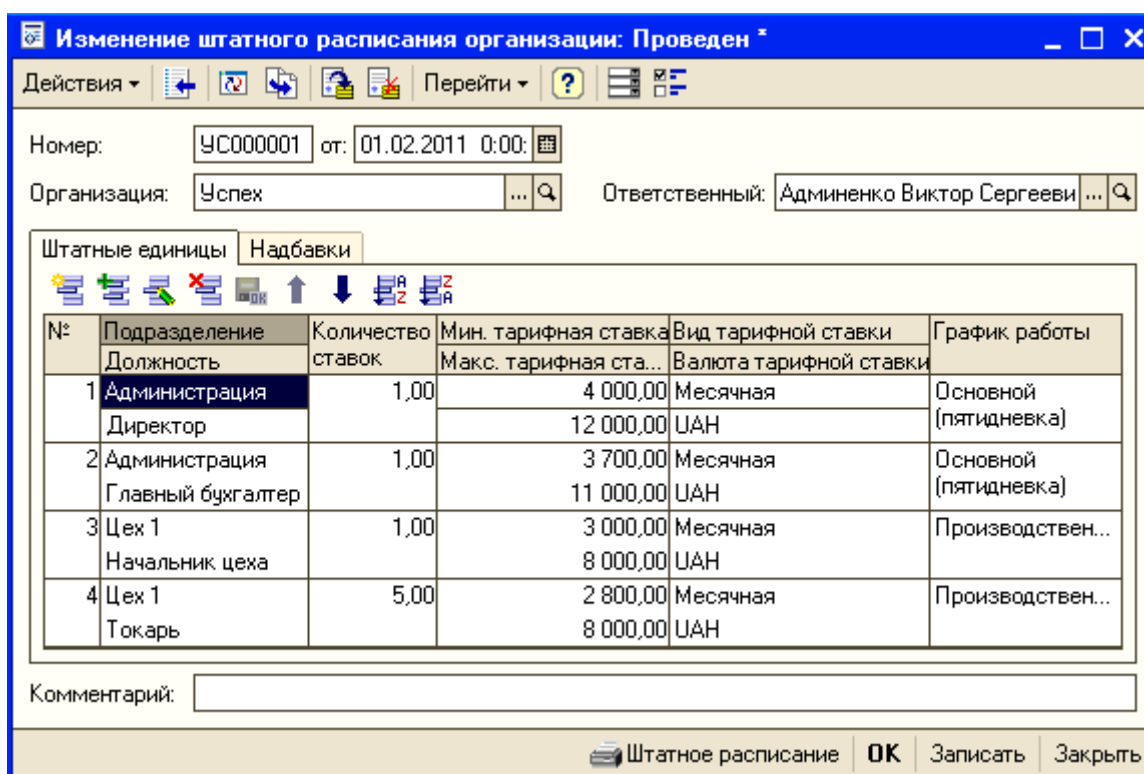 Изменение штатного расписания организации: Проведен *
Действия Перейти ?
Номер: УС000001 от: 01.02.2011 0:00:
Организация: Успех ... Ответственный: Админенко Виктор Сергееви ...
Штатные единицы Надбавки
№ Подразделение Количество ставок Мин. тарифная ставка Вид тарифной ставки График работы
Должность Макс. тарифная ста... Валюта тарифной ставки
1 Администрация 1,00 4 000,00 Месячная Основной
Директор 12 000,00 UAH (пятидневка)
2 Администрация 1,00 3 700,00 Месячная Основной
Главный бухгалтер 11 000,00 UAH (пятидневка)
3 Цех 1 1,00 3 000,00 Месячная Производствен...
Начальник цеха 8 000,00 UAH
4 Цех 1 5,00 2 800,00 Месячная Производствен...
Токарь 8 000,00 UAH
Комментарий:
Штатное расписание OK Записать Закрыть